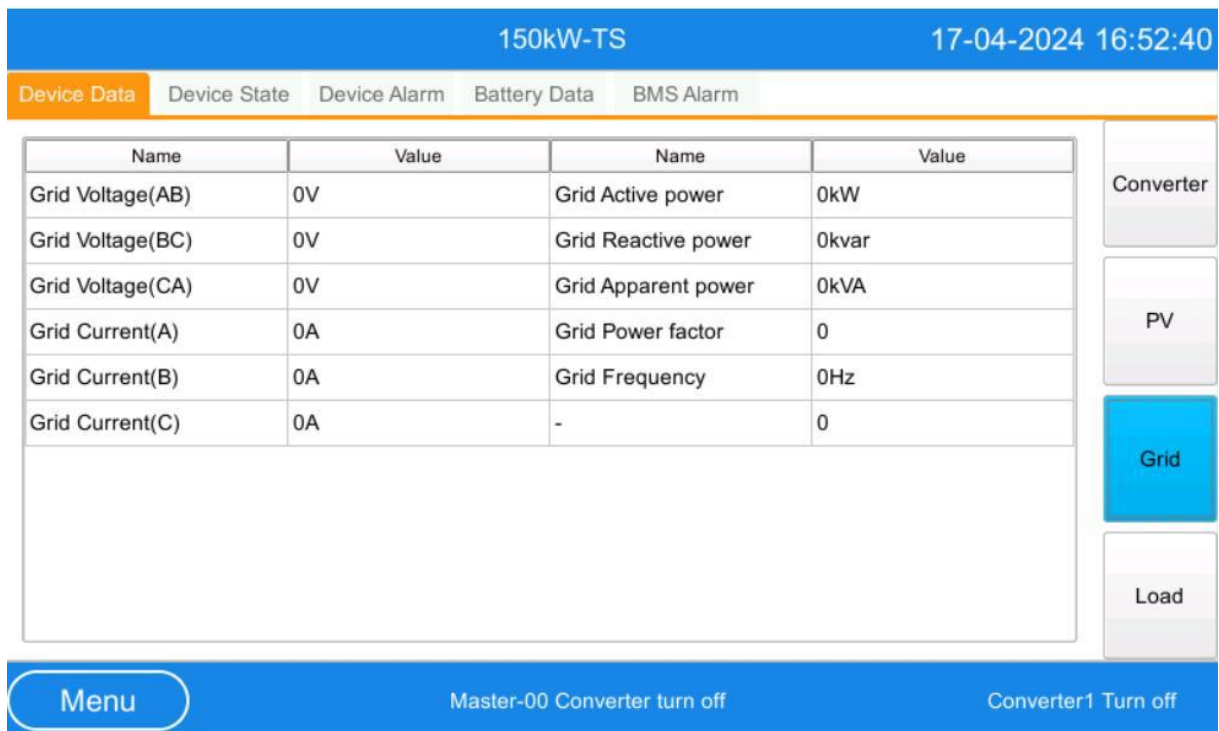 150kW-TS 17-04-2024 16:52:40
Device Data Device State Device Alarm Battery Data BMS Alarm
Name Value Name Value
Grid Voltage(AB) 0V Grid Active power 0kW
Grid Voltage(BC) 0V Grid Reactive power 0kvar
Grid Voltage(CA) 0V Grid Apparent power 0kVA
Grid Current(A) 0A Grid Power factor 0
Grid Current(B) 0A Grid Frequency 0Hz
Grid Current(C) 0A - 0
Converter
PV
Grid
Load
Menu Master-00 Converter turn off Converter1 Turn off